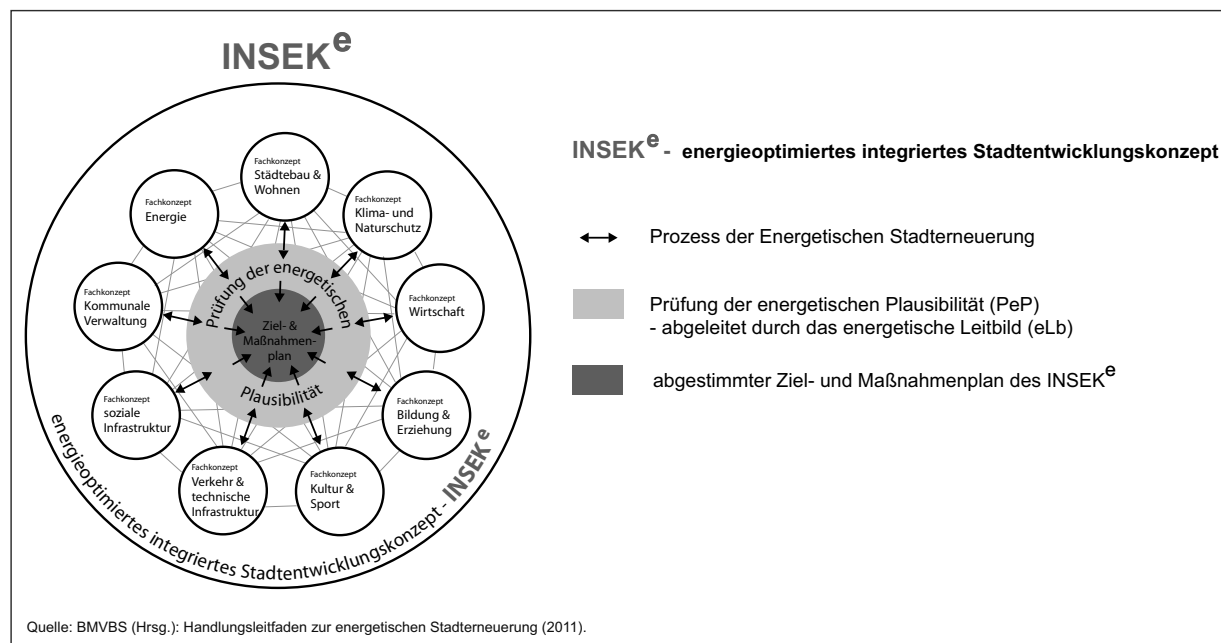 INSEKe
Fachkonzept
Städtebau &
Wohnen
Fachkonzept
Klima- und
Naturschutz
Fachkonzept
Wirtschaft
Fachkonzept
Bildung &
Erziehung
Fachkonzept
Kultur &
Sport
Fachkonzept
Verkehr &
technische
Infrastruktur
Fachkonzept
soziale
Infrastruktur
Fachkonzept
Kommunale
Verwaltung
Fachkonzept
Energie
Prüfung der energetischen
Plausibilität
Ziel- &
Maßnahmen-
plan
energieoptimiertes integriertes Stadtentwicklungskonzept - INSEKe
INSEKe - energieoptimiertes integriertes Stadtentwicklungskonzept
Prozess der Energetischen Stadterneuerung
Prüfung der energetischen Plausibilität (PeP)
- abgeleitet durch das energetische Leitbild (eLb)
abgestimmter Ziel- und Maßnahmenplan des INSEKe
Quelle: BMVBS (Hrsg.): Handlungsleitfaden zur energetischen Stadterneuerung (2011).